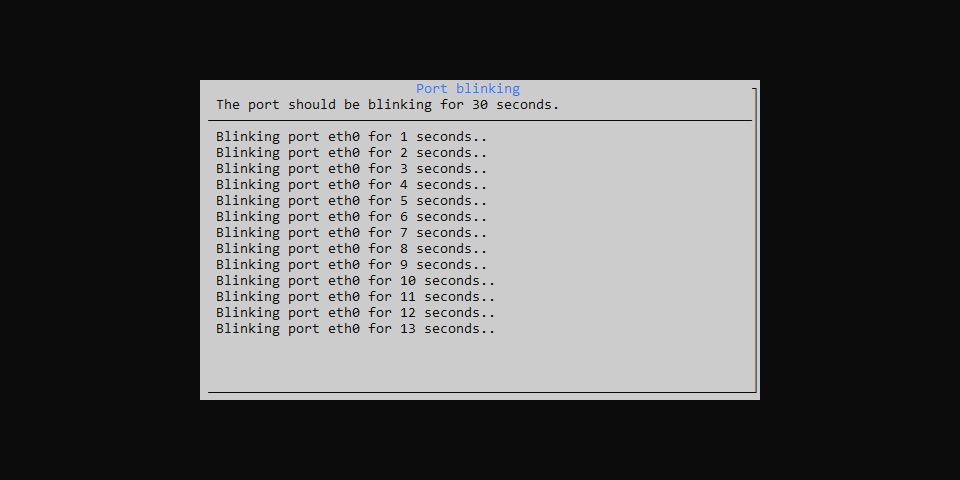 Port blinking
The port should be blinking for 30 seconds.
Blinking port eth0 for 1 seconds..
Blinking port eth0 for 2 seconds..
Blinking port eth0 for 3 seconds..
Blinking port eth0 for 4 seconds..
Blinking port eth0 for 5 seconds..
Blinking port eth0 for 6 seconds..
Blinking port eth0 for 7 seconds..
Blinking port eth0 for 8 seconds..
Blinking port eth0 for 9 seconds..
Blinking port eth0 for 10 seconds..
Blinking port eth0 for 11 seconds..
Blinking port eth0 for 12 seconds..
Blinking port eth0 for 13 seconds..